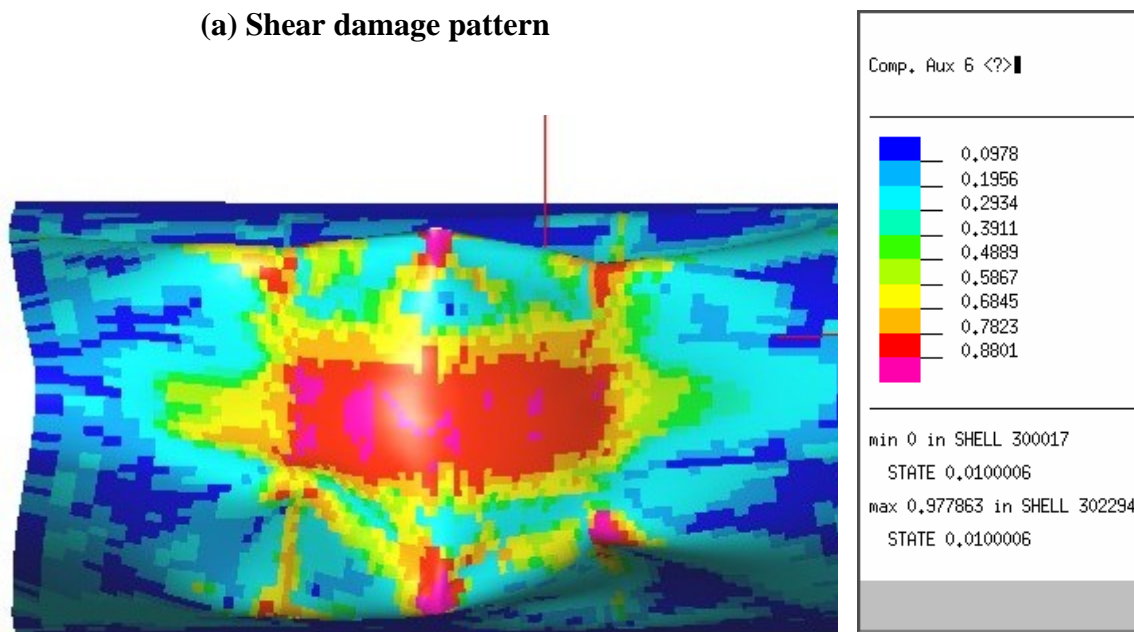 (a) Shear damage pattern
Comp. Aux 6 <?>
0.0978
0.1956
0.2934
0.3911
0.4889
0.5867
0.6845
0.7823
0.8801
min 0 in SHELL 300017
STATE 0.0100006
max 0.977863 in SHELL 302294
STATE 0.0100006